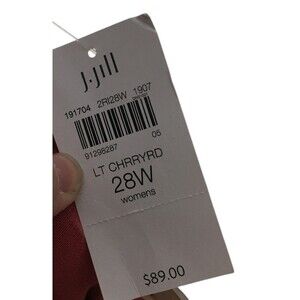 J.Jill
191704 2RI28W 1907
91298287 05
LT CHRRYRD
28W
womens
$89.00